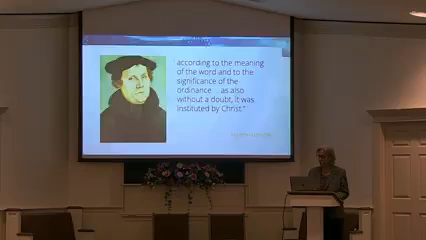 according to the meaning
of the word and to the
significance of the
ordinance as also
without a doubt, it was
instituted by Christ."